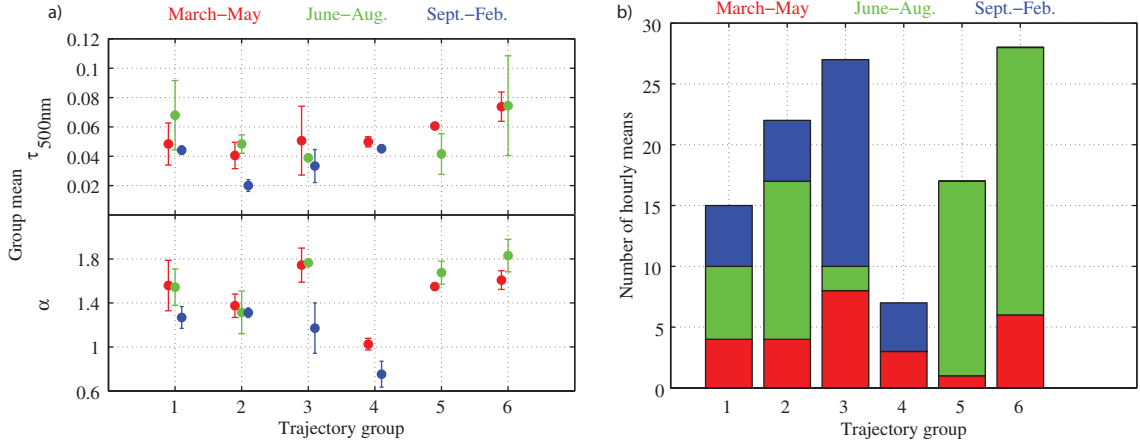 a)
March−May June−Aug. Sept.−Feb.
0.12
0.1
0.08
0.06
0.04
0.02
Group mean τ500nm
1.8
1.4
1
0.6
α
1 2 3 4 5 6
Trajectory group
b)
March−May June−Aug. Sept.−Feb.
30
25
20
15
10
5
0
Number of hourly means
1 2 3 4 5 6
Trajectory group